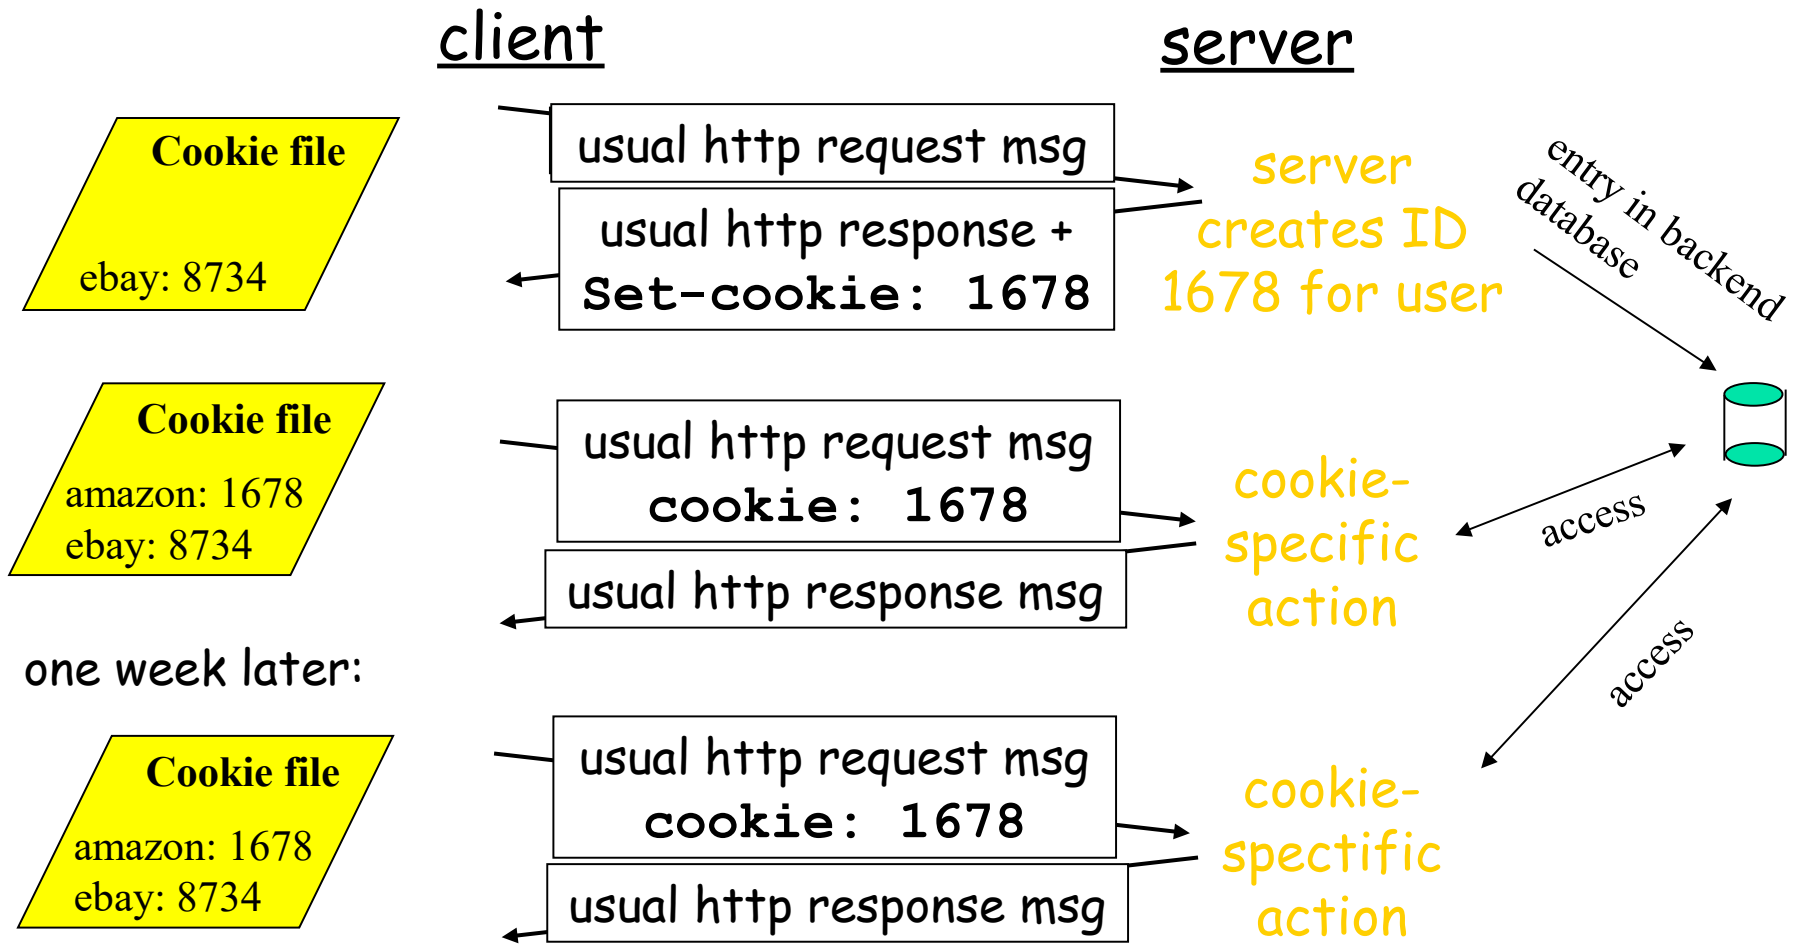 client
server
Cookie file
ebay: 8734
usual http request msg
usual http response +
Set-cookie: 1678
server
creates ID
1678 for user
entry in backend
database
Cookie file
amazon: 1678
ebay: 8734
usual http request msg
cookie: 1678
usual http response msg
cookie-
specific
action
access
access
one week later:
Cookie file
amazon: 1678
ebay: 8734
usual http request msg
cookie: 1678
usual http response msg
cookie-
spectific
action